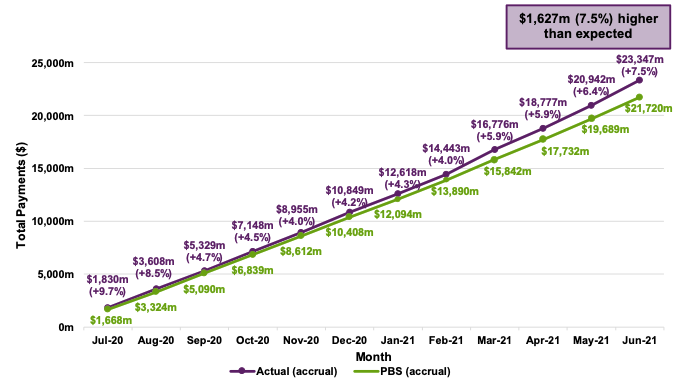 $1,627m (7.5%) higher
than expected
Total Payments ($)
25,000m
20,000m
15,000m
10,000m
5,000m
0m
$1,830m
(+9.7%)
$3,608m
(+8.5%)
$5,329m
(+4.7%)
$7,148m
(+4.5%)
$8,955m
(+4.0%)
$10,849m
(+4.2%)
$12,618m
(+4.3%)
$14,443m
(+4.0%)
$16,776m
(+5.9%)
$18,777m
(+5.9%)
$20,942m
(+6.4%)
$23,347m
(+7.5%)
$1,668m
$3,324m
$5,090m
$6,839m
$8,612m
$10,408m
$12,094m
$13,890m
$15,842m
$17,732m
$19,689m
$21,720m
Jul-20 Aug-20 Sep-20 Oct-20 Nov-20 Dec-20 Jan-21 Feb-21 Mar-21 Apr-21 May-21 Jun-21
Month
Actual (accrual) PBS (accrual)